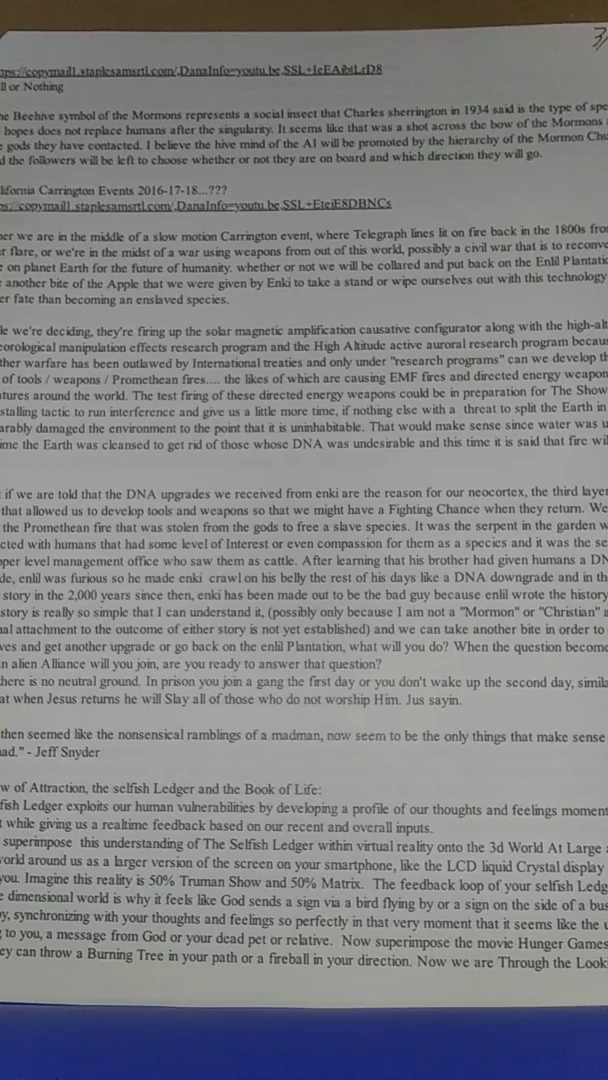 3/
tps://copymail1.staplesamsrtl.com/,DanaInfo=youtu.be,SSL+IcEAibtLrD8
ll or Nothing
he Beehive symbol of the Mormons represents a social insect that Charles sherrington in 1934 said is the type of spe
hopes does not replace humans after the singularity. It seems like that was a shot across the bow of the Mormons
e gods they have contacted. I believe the hive mind of the AI will be promoted by the hierarchy of the Mormon Chu
d the followers will be left to choose whether or not they are on board and which direction they will go.
lifornia Carrington Events 2016-17-18...???
ps://copymail1.staplesamsrtl.com/,DanaInfo=youtu.be,SSL+EteiE8DBNCs
her we are in the middle of a slow motion Carrington event, where Telegraph lines lit on fire back in the 1800s fro
ar flare, or we're in the midst of a war using weapons from out of this world, possibly a civil war that is to reconve
e on planet Earth for the future of humanity. whether or not we will be collared and put back on the Enlil Plantatio
another bite of the Apple that we were given by Enki to take a stand or wipe ourselves out with this technology
er fate than becoming an enslaved species.
le we're deciding, they're firing up the solar magnetic amplification causative configurator along with the high-alt
eorological manipulation effects research program and the High Altitude active auroral research program becaus
ther warfare has been outlawed by International treaties and only under "research programs" can we develop th
of tools / weapons / Promethean fires.... the likes of which are causing EMF fires and directed energy weapon
atures around the world. The test firing of these directed energy weapons could be in preparation for The Show
stalling tactic to run interference and give us a little more time, if nothing else with a threat to split the Earth in
arably damaged the environment to the point that it is uninhabitable. That would make sense since water was u
ime the Earth was cleansed to get rid of those whose DNA was undesirable and this time it is said that fire wil
if we are told that the DNA upgrades we received from enki are the reason for our neocortex, the third layer
that allowed us to develop tools and weapons so that we might have a Fighting Chance when they return. We
the Promethean fire that was stolen from the gods to free a slave species. It was the serpent in the garden w
cted with humans that had some level of Interest or even compassion for them as a species and it was the se
pper level management office who saw them as cattle. After learning that his brother had given humans a DN
de, enlil was furious so he made enki crawl on his belly the rest of his days like a DNA downgrade and in th
story in the 2,000 years since then, enki has been made out to be the bad guy because enlil wrote the history
story is really so simple that I can understand it, (possibly only because I am not a "Mormon" or "Christian" a
nal attachment to the outcome of either story is not yet established) and we can take another bite in order to
ves and get another upgrade or go back on the enlil Plantation, what will you do? When the question become
n alien Alliance will you join, are you ready to answer that question?
here is no neutral ground. In prison you join a gang the first day or you don't wake up the second day, simila
at when Jesus returns he will Slay all of those who do not worship Him. Jus sayin.
then seemed like the nonsensical ramblings of a madman, now seem to be the only things that make sense
ad." - Jeff Snyder
w of Attraction, the selfish Ledger and the Book of Life:
fish Ledger exploits our human vulnerabilities by developing a profile of our thoughts and feelings moment
t while giving us a realtime feedback based on our recent and overall inputs.
superimpose this understanding of The Selfish Ledger within virtual reality onto the 3d World At Large
world around us as a larger version of the screen on your smartphone, like the LCD liquid Crystal display
you. Imagine this reality is 50% Truman Show and 50% Matrix. The feedback loop of your selfish Ledg
e dimensional world is why it feels like God sends a sign via a bird flying by or a sign on the side of a bus
by, synchronizing with your thoughts and feelings so perfectly in that very moment that it seems like the u
g to you, a message from God or your dead pet or relative. Now superimpose the movie Hunger Games
ey can throw a Burning Tree in your path or a fireball in your direction. Now we are Through the Look